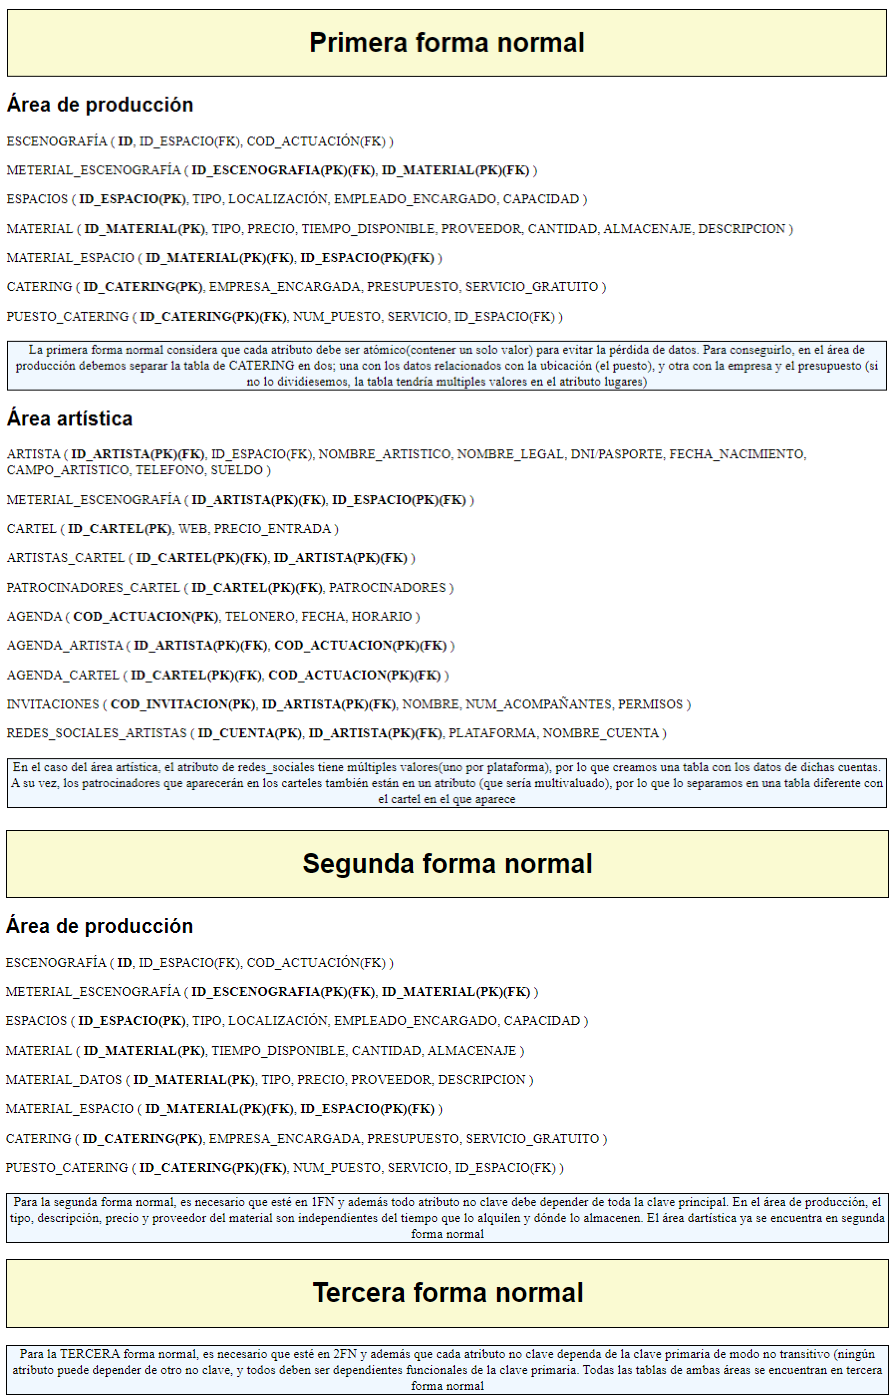 Primera forma normal
Área de producción
ESCENOGRAFÍA ( ID, ID_ESPACIO(FK), COD_ACTUACIÓN(FK) )
METERIAL_ESCENOGRAFÍA ( ID_ESCENOGRAFIA(PK)(FK), ID_MATERIAL(PK)(FK) )
ESPACIOS ( ID_ESPACIO(PK), TIPO, LOCALIZACIÓN, EMPLEADO_ENCARGADO, CAPACIDAD )
MATERIAL ( ID_MATERIAL(PK), TIPO, PRECIO, TIEMPO_DISPONIBLE, PROVEEDOR, CANTIDAD, ALMACENAJE, DESCRIPCION )
MATERIAL_ESPACIO ( ID_MATERIAL(PK)(FK), ID_ESPACIO(PK)(FK) )
CATERING ( ID_CATERING(PK), EMPRESA_ENCARGADA, PRESUPUESTO, SERVICIO_GRATUITO )
PUESTO_CATERING ( ID_CATERING(PK)(FK), NUM_PUESTO, SERVICIO, ID_ESPACIO(FK) )
La primera forma normal considera que cada atributo debe ser atómico(contener un solo valor) para evitar la pérdida de datos. Para conseguirlo, en el área de
producción debemos separar la tabla de CATERING en dos; una con los datos relacionados con la ubicación (el puesto), y otra con la empresa y el presupuesto (si
no lo dividiesemos, la tabla tendría multiples valores en el atributo lugares)
Área artística
ARTISTA ( ID_ARTISTA(PK)(FK), ID_ESPACIO(FK), NOMBRE_ARTISTICO, NOMBRE_LEGAL, DNI/PASPORTE, FECHA_NACIMIENTO,
CAMPO_ARTISTICO, TELEFONO, SUELDO )
METERIAL_ESCENOGRAFÍA ( ID_ARTISTA(PK)(FK), ID_ESPACIO(PK)(FK) )
CARTEL ( ID_CARTEL(PK), WEB, PRECIO_ENTRADA )
ARTISTAS_CARTEL ( ID_CARTEL(PK)(FK), ID_ARTISTA(PK)(FK) )
PATROCINADORES_CARTEL ( ID_CARTEL(PK)(FK), PATROCINADORES )
AGENDA ( COD_ACTUACION(PK), TELONERO, FECHA, HORARIO )
AGENDA_ARTISTA ( ID_ARTISTA(PK)(FK), COD_ACTUACION(PK)(FK) )
AGENDA_CARTEL ( ID_CARTEL(PK)(FK), COD_ACTUACION(PK)(FK) )
INVITACIONES ( COD_INVITACION(PK), ID_ARTISTA(PK)(FK), NOMBRE, NUM_ACOMPAÑANTES, PERMISOS )
REDES_SOCIALES_ARTISTAS ( ID_CUENTA(PK), ID_ARTISTA(PK)(FK), PLATAFORMA, NOMBRE_CUENTA )
En el caso del área artística, el atributo de redes_sociales tiene múltiples valores(uno por plataforma), por lo que creamos una tabla con los datos de dichas cuentas.
A su vez, los patrocinadores que aparecerán en los carteles también están en un atributo (que sería multivaluado), por lo que lo separamos en una tabla diferente con
el cartel en el que aparece
Segunda forma normal
Área de producción
ESCENOGRAFÍA ( ID, ID_ESPACIO(FK), COD_ACTUACIÓN(FK) )
METERIAL_ESCENOGRAFÍA ( ID_ESCENOGRAFIA(PK)(FK), ID_MATERIAL(PK)(FK) )
ESPACIOS ( ID_ESPACIO(PK), TIPO, LOCALIZACIÓN, EMPLEADO_ENCARGADO, CAPACIDAD )
MATERIAL ( ID_MATERIAL(PK), TIEMPO_DISPONIBLE, CANTIDAD, ALMACENAJE )
MATERIAL_DATOS ( ID_MATERIAL(PK), TIPO, PRECIO, PROVEEDOR, DESCRIPCION )
MATERIAL_ESPACIO ( ID_MATERIAL(PK)(FK), ID_ESPACIO(PK)(FK) )
CATERING ( ID_CATERING(PK), EMPRESA_ENCARGADA, PRESUPUESTO, SERVICIO_GRATUITO )
PUESTO_CATERING ( ID_CATERING(PK)(FK), NUM_PUESTO, SERVICIO, ID_ESPACIO(FK) )
Para la segunda forma normal, es necesario que esté en 1FN y además todo atributo no clave debe depender de toda la clave principal. En el área de producción, el
tipo, descripción, precio y proveedor del material son independientes del tiempo que lo alquilen y dónde lo almacenen. El área dartística ya se encuentra en segunda
forma normal
Tercera forma normal
Para la TERCERA forma normal, es necesario que esté en 2FN y además que cada atributo no clave dependa de la clave primaria de modo no transitivo (ningún
atributo puede depender de otro no clave, y todos deben ser dependientes funcionales de la clave primaria. Todas las tablas de ambas áreas se encuentran en tercera
forma normal